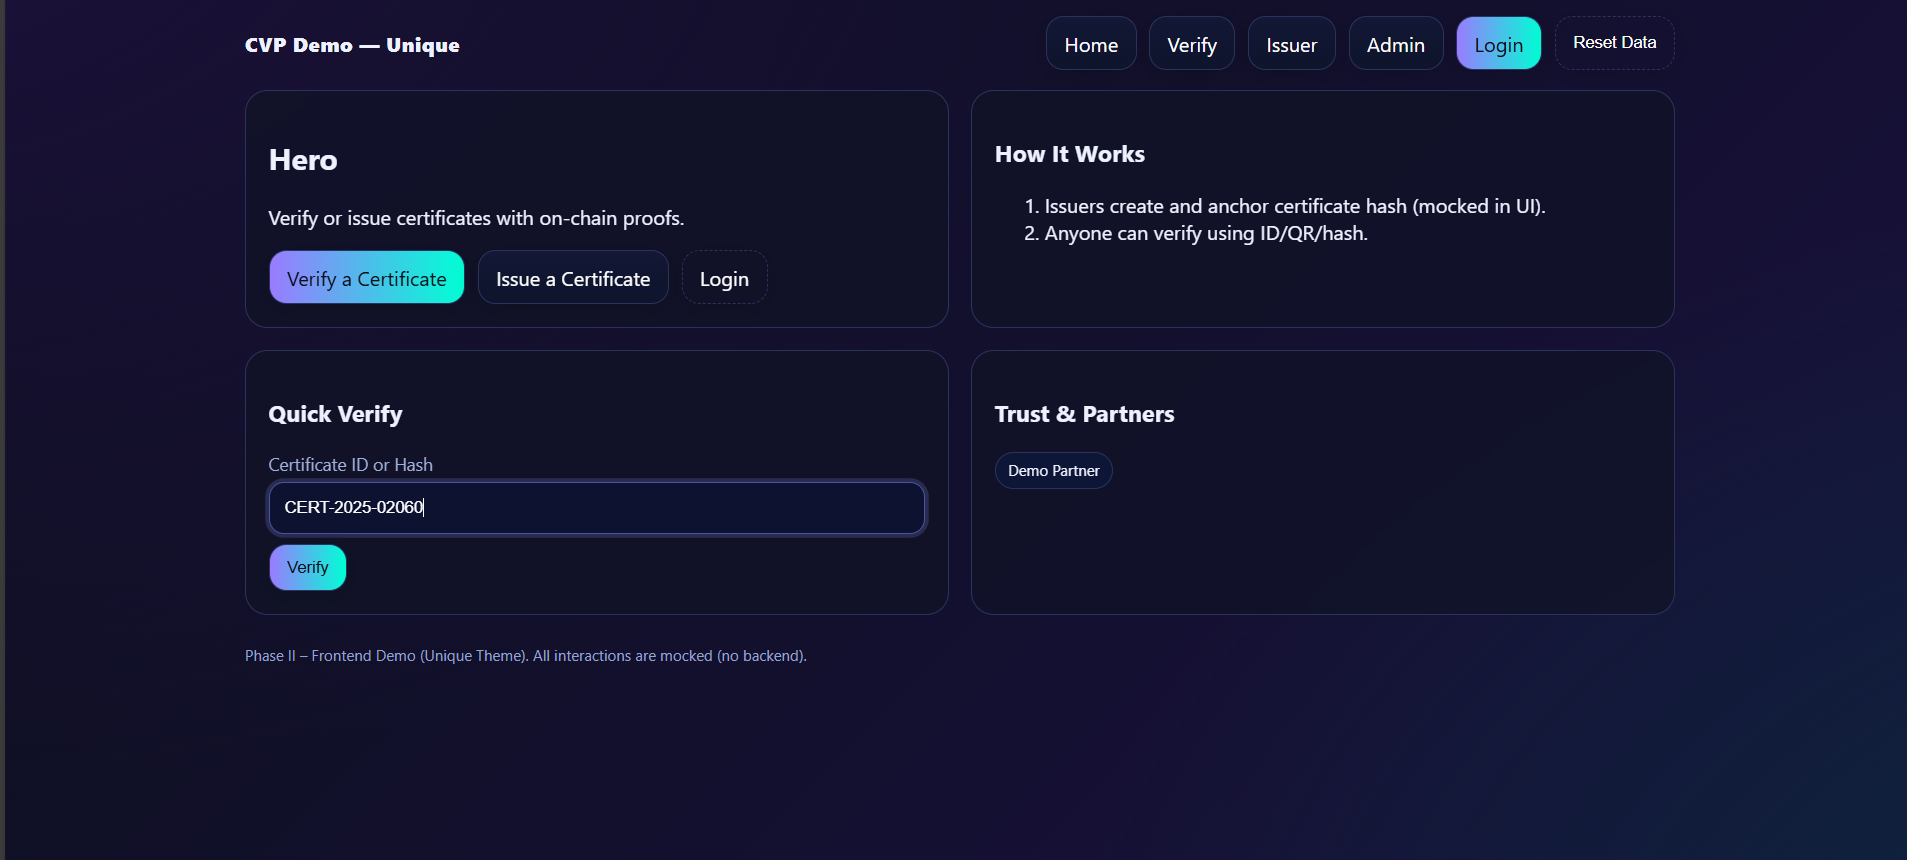 CVP Demo — Unique
Home
Verify
Issuer
Admin
Login
Reset Data
Hero
Verify or issue certificates with on-chain proofs.
Verify a Certificate
Issue a Certificate
Login
How It Works
1. Issuers create and anchor certificate hash (mocked in UI).
2. Anyone can verify using ID/QR/hash.
Quick Verify
Certificate ID or Hash
CERT-2025-02060
Verify
Trust & Partners
Demo Partner
Phase II – Frontend Demo (Unique Theme). All interactions are mocked (no backend).